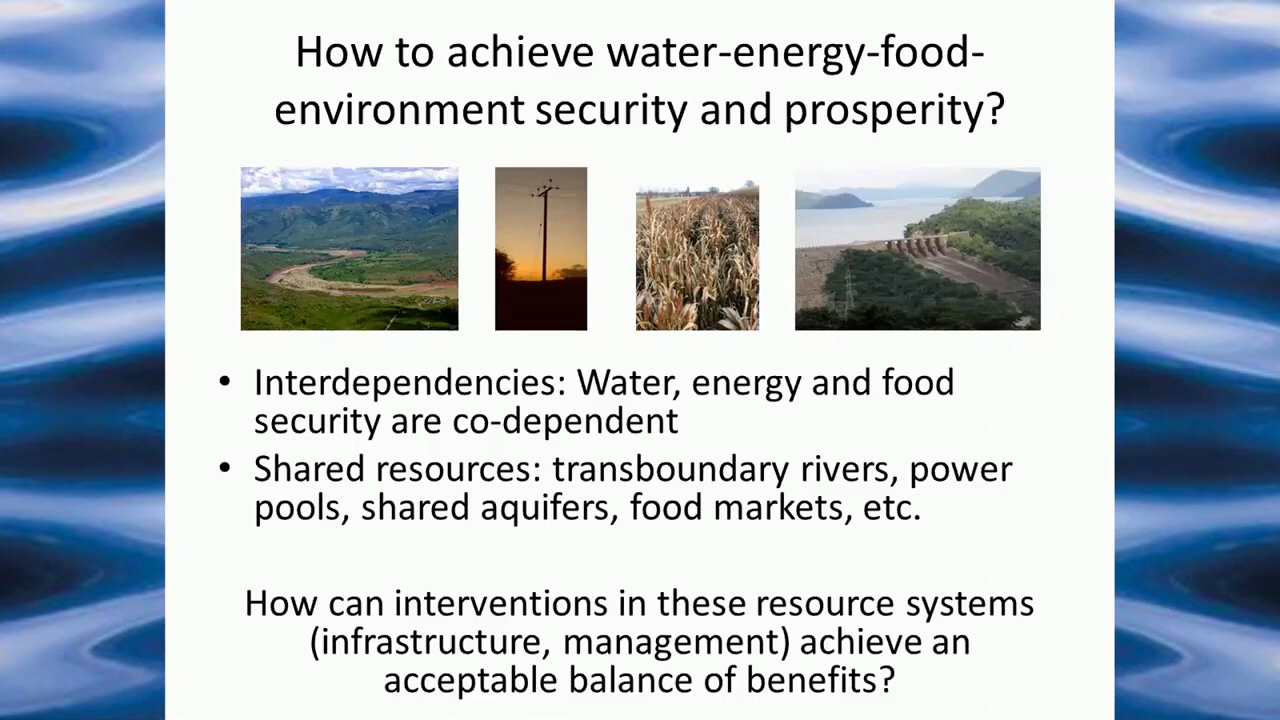 How to achieve water-energy-food-
environment security and prosperity?
• Interdependencies: Water, energy and food
security are co-dependent
• Shared resources: transboundary rivers, power
pools, shared aquifers, food markets, etc.
How can interventions in these resource systems
(infrastructure, management) achieve an
acceptable balance of benefits?